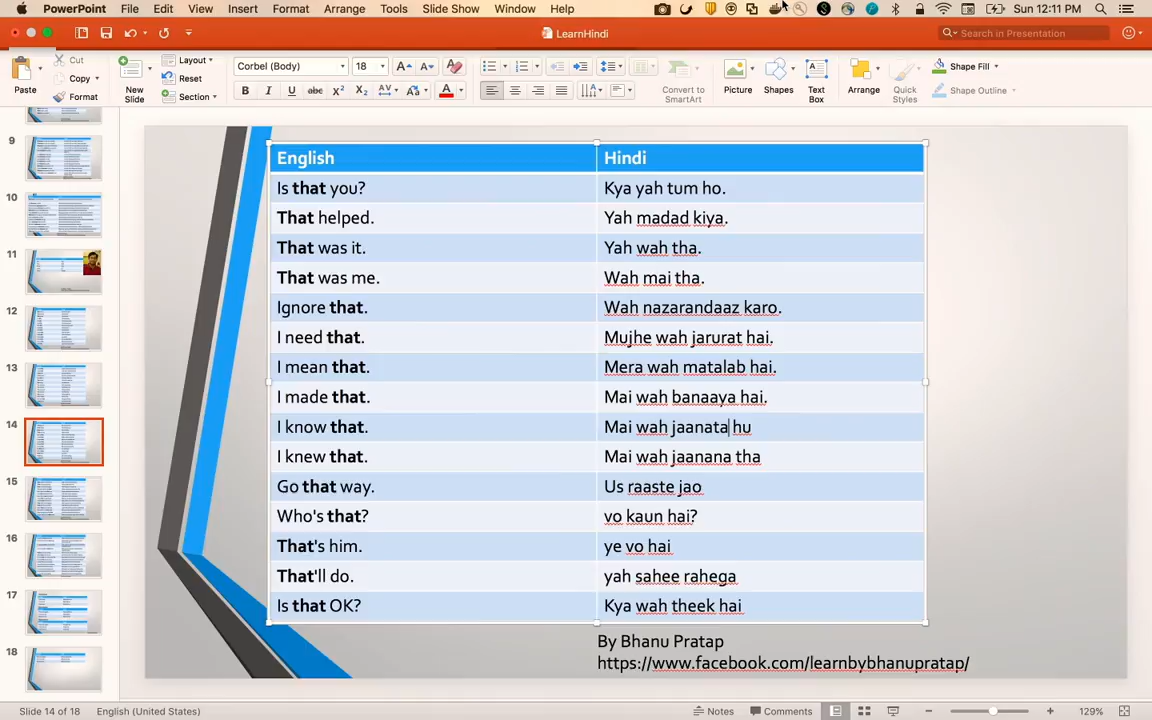 PowerPoint File Edit View Insert Format Arrange Tools Slide Show Window Help Sun 12:11 PM
LearnHindi
Search in Presentation
Paste
Cut
Copy
Format
New Slide
Layout
Reset
Section
Corbel (Body) 18
Convert to SmartArt
Picture
Shapes
Text Box
Arrange
Quick Styles
Shape Fill
Shape Outline
9
10
11
12
13
14
15
16
17
18
English Hindi
Is that you? Kya yah tum ho.
That helped. Yah madad kiya.
That was it. Yah wah tha.
That was me. Wah mai tha.
Ignore that. Wah nazarandaaz karo.
I need that. Mujhe wah jarurat hai.
I mean that. Mera wah matalab hai.
I made that. Mai wah banaaya hai.
I know that. Mai wah jaanata hu
I knew that. Mai wah jaanana tha
Go that way. Us raaste jao
Who's that? vo kaun hai?
That's him. ye vo hai
That'll do. yah sahee rahega
Is that OK? Kya wah theek hai
By Bhanu Pratap
https://www.facebook.com/learnbybhanupratap/
Slide 14 of 18 English (United States) Notes Comments 129%